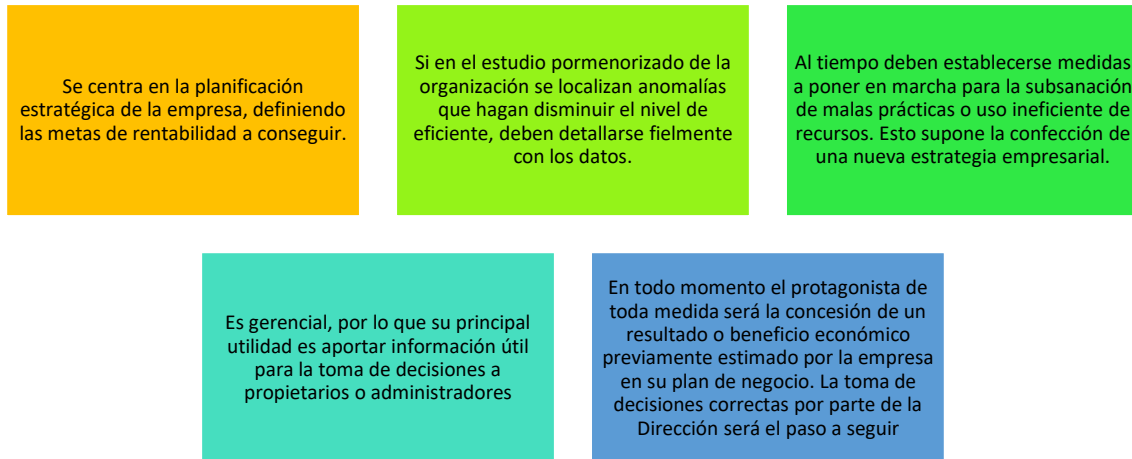 Se centra en la planificación
estratégica de la empresa, definiendo
las metas de rentabilidad a conseguir.
Si en el estudio pormenorizado de la
organización se localizan anomalías
que hagan disminuir el nivel de
eficiente, deben detallarse fielmente
con los datos.
Al tiempo deben establecerse medidas
a poner en marcha para la subsanación
de malas prácticas o uso ineficiente de
recursos. Esto supone la confección de
una nueva estrategia empresarial.
Es gerencial, por lo que su principal
utilidad es aportar información útil
para la toma de decisiones a
propietarios o administradores
En todo momento el protagonista de
toda medida será la concesión de un
resultado o beneficio económico
previamente estimado por la empresa
en su plan de negocio. La toma de
decisiones correctas por parte de la
Dirección será el paso a seguir